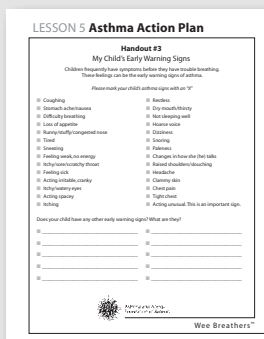 LESSON 5 Asthma Action Plan
Handout #3
My Child's Early Warning Signs
Children frequently have symptoms before they have trouble breathing.
These feelings can be the early warning signs of asthma.
Please mark your child's asthma signs with an "X"
Coughing
Stomach ache/nausea
Difficulty breathing
Loss of appetite
Runny/stuffy/congested nose
Tired
Sneezing
Feeling weak, no energy
Itchy/sore/scratchy throat
Feeling sick
Acting irritable, cranky
Itchy/watery eyes
Acting spacey
Itching
Restless
Dry mouth/thirsty
Not sleeping well
Hoarse voice
Dizziness
Snoring
Paleness
Changes in how she (he) talks
Raised shoulders/slouching
Headache
Clammy skin
Chest pain
Tight chest
Acting unusual. This is an important sign.
Does your child have any other early warning signs? What are they?
Wee Breathers™